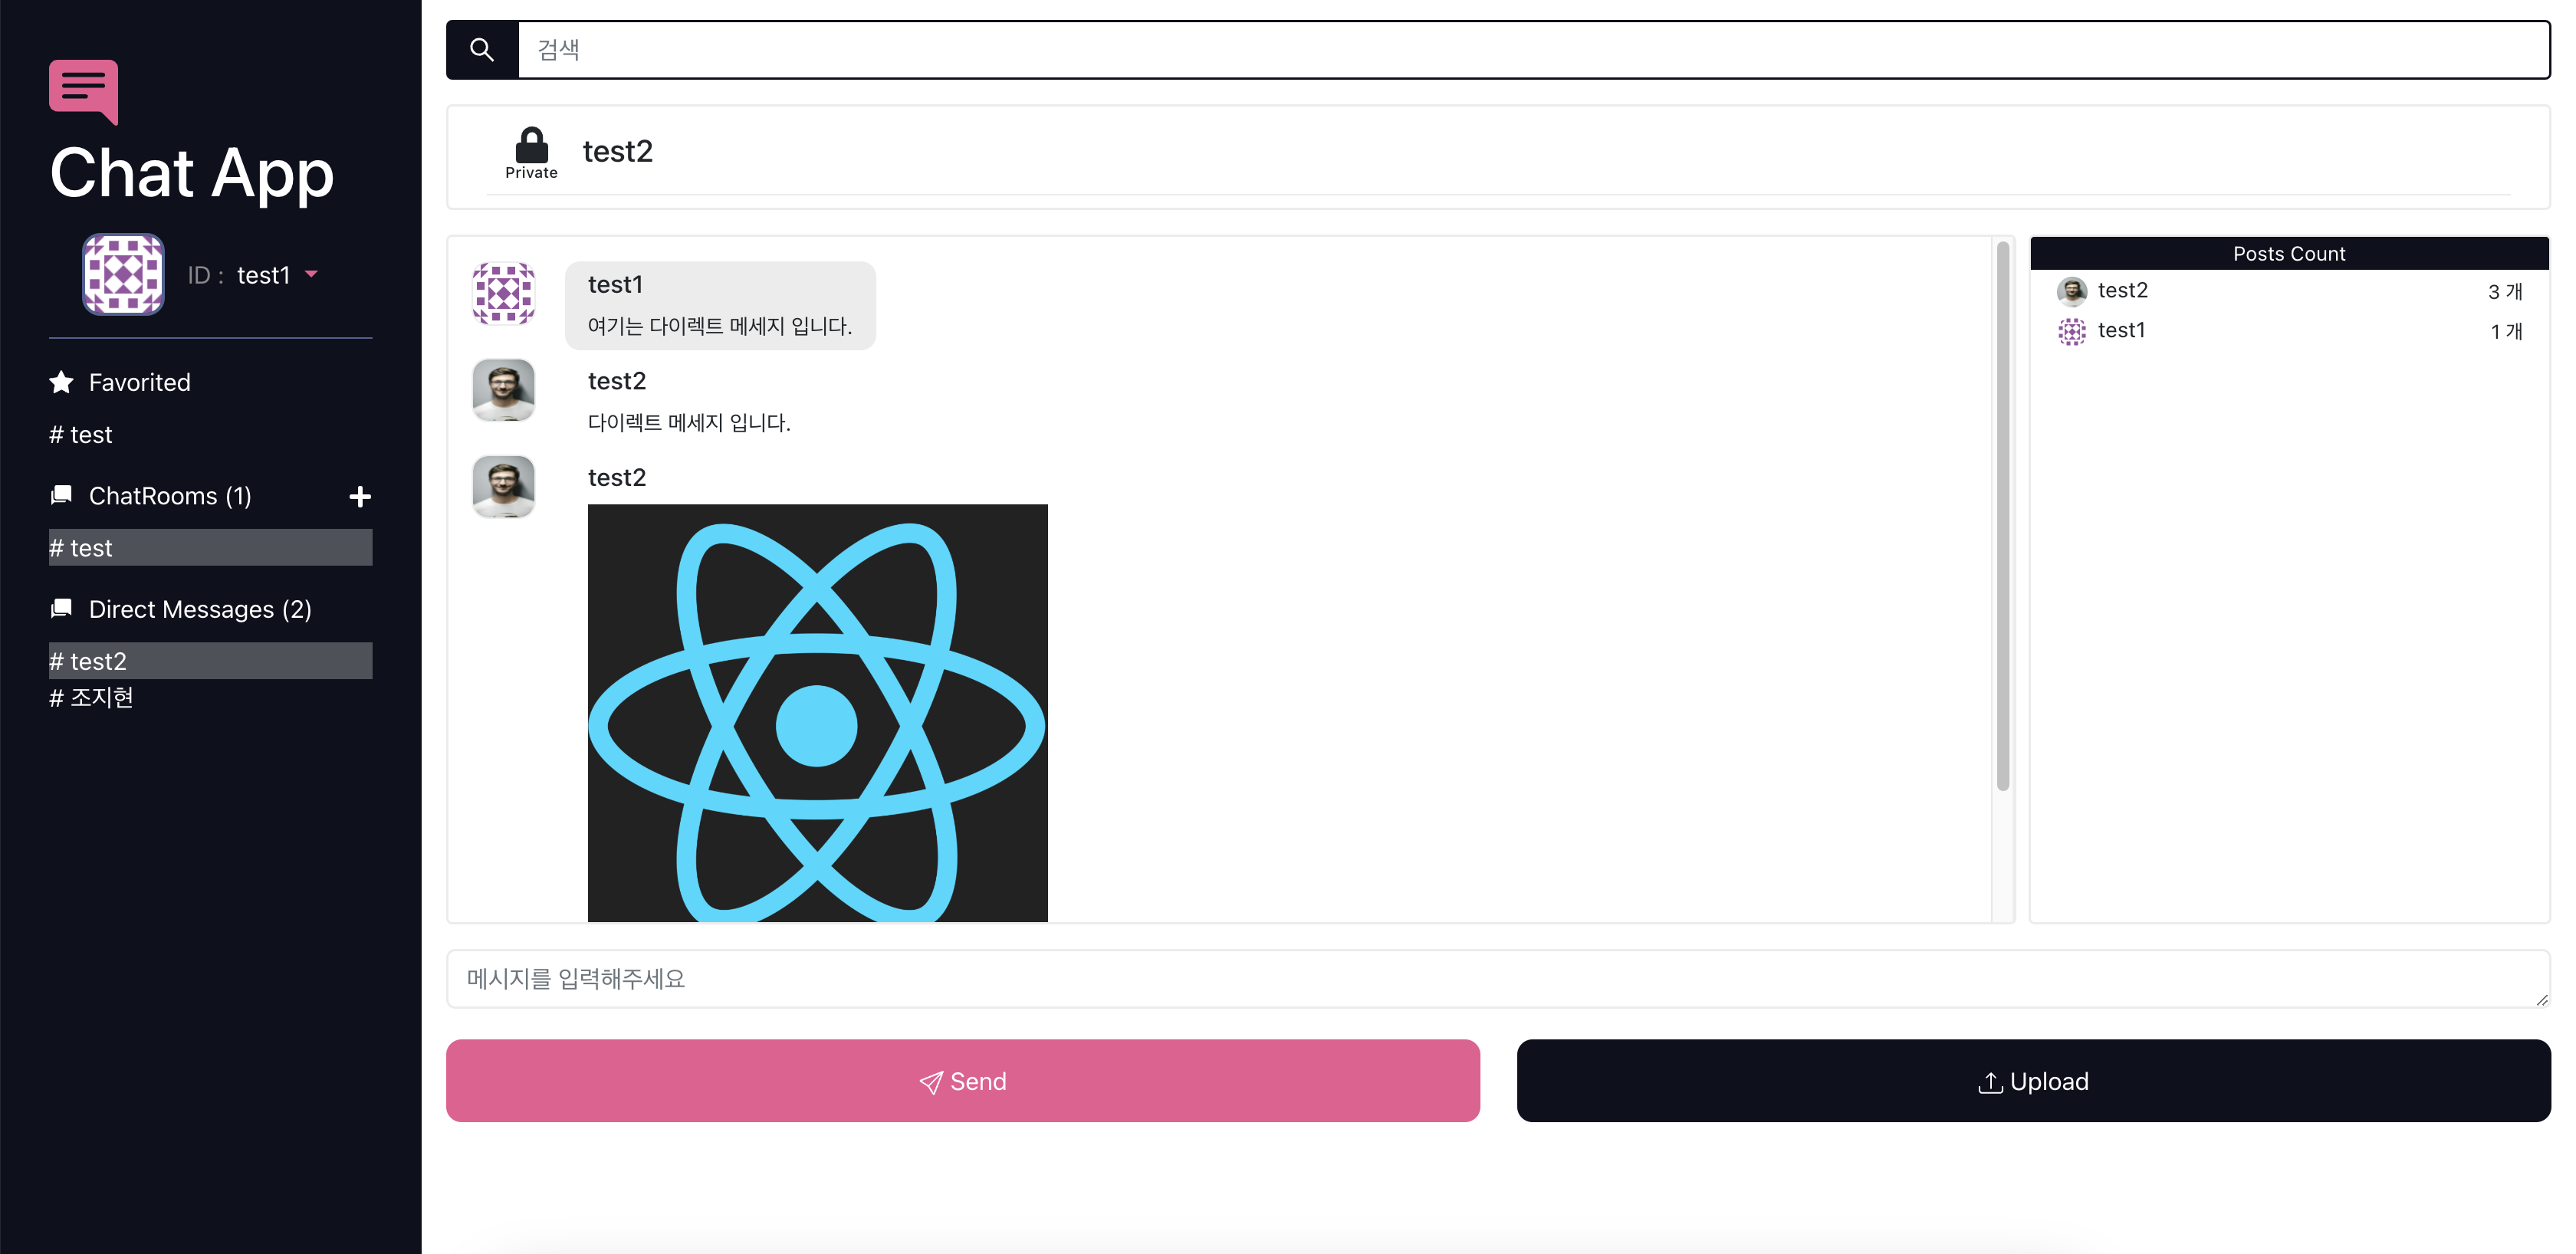 Chat App
ID : test1
Favorited
# test
ChatRooms (1)
# test
Direct Messages (2)
# test2
# 조지현
검색
Private
test2
test1
여기는 다이렉트 메세지 입니다.
test2
다이렉트 메세지 입니다.
test2
Posts Count
test2 3 개
test1 1 개
메시지를 입력해주세요
Send
Upload